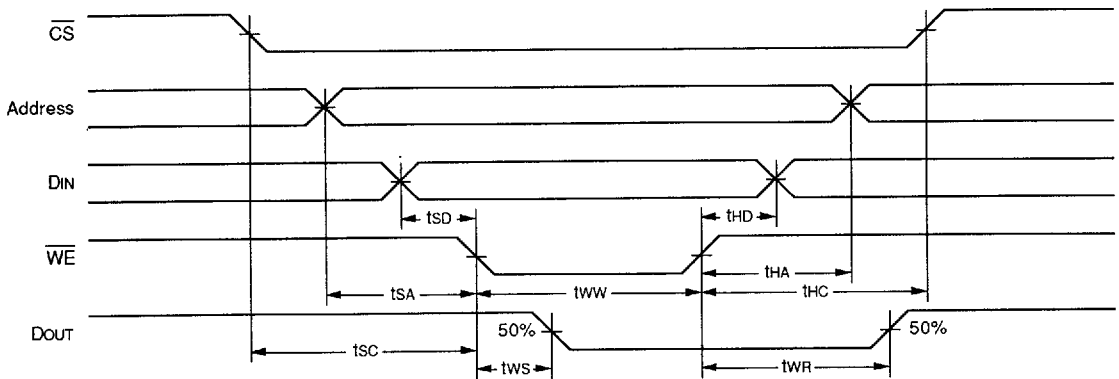 CS
Address
DIN
tSD
tHD
WE
tHA
tSA
tWW
tHC
DOUT
50%
50%
tSC
tWS
tWR